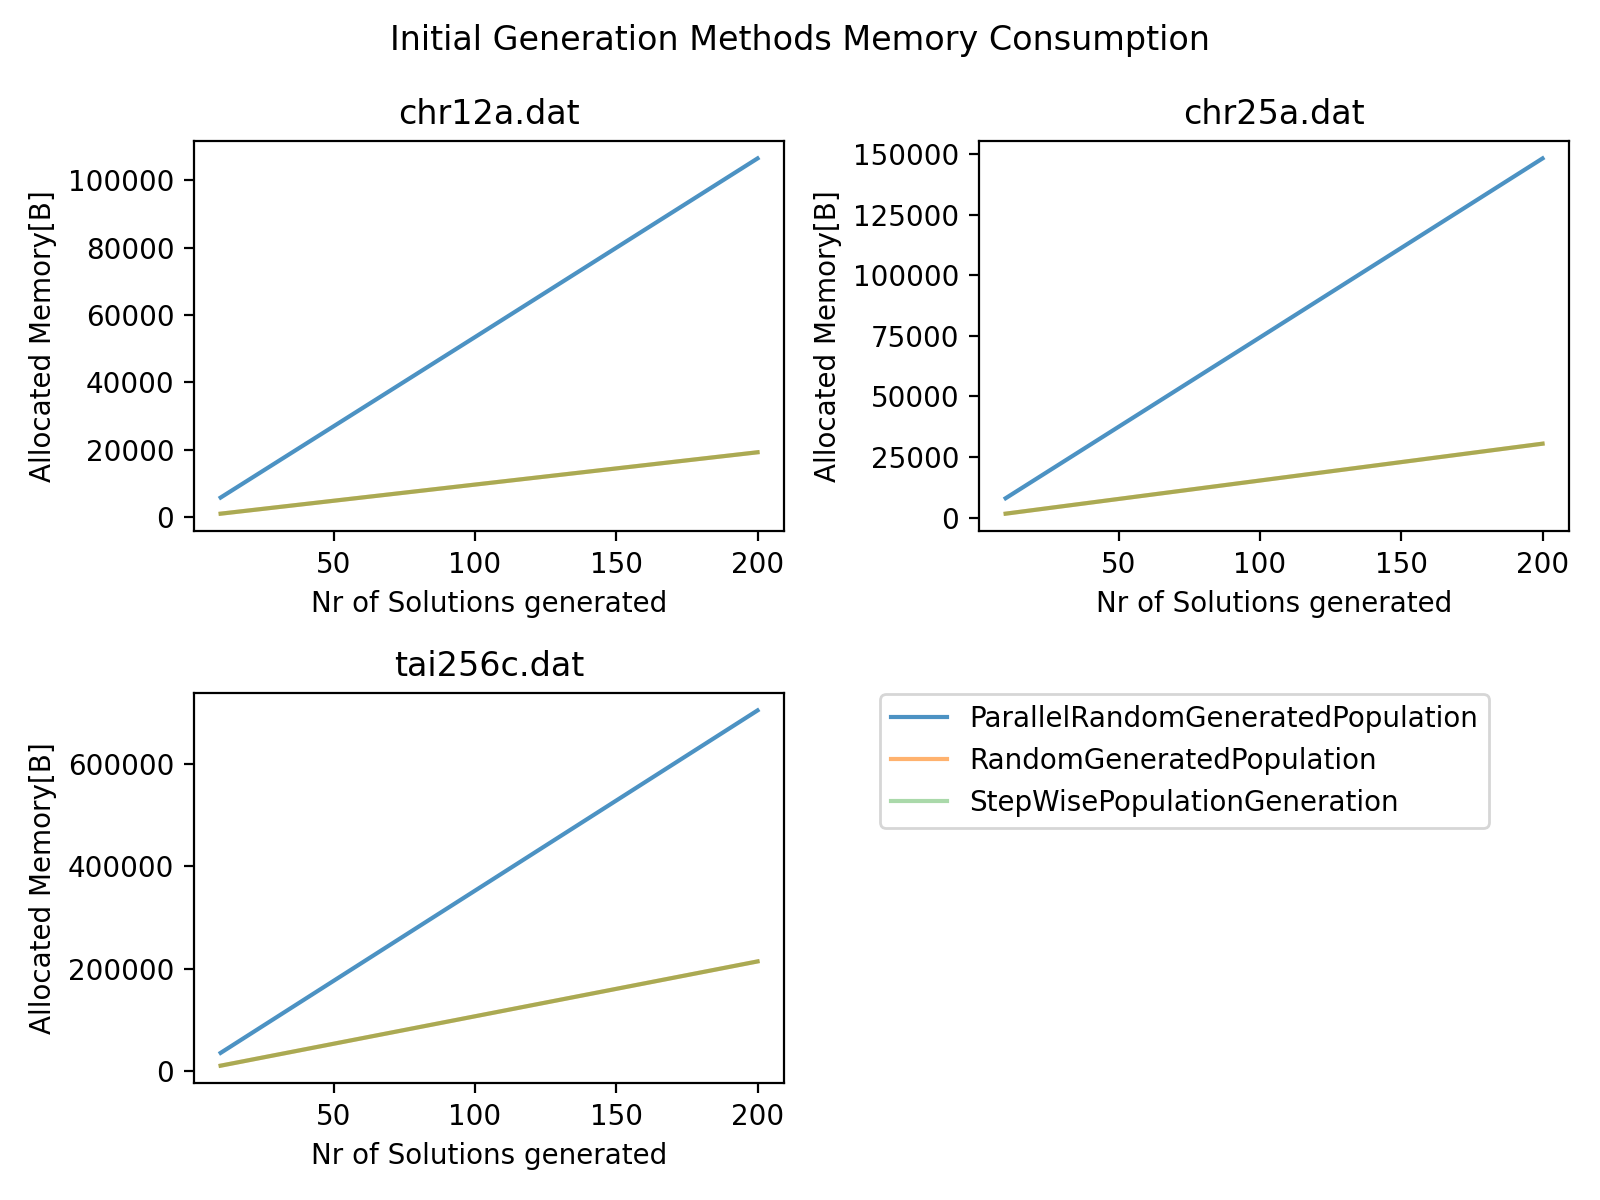 Initial Generation Methods Memory Consumption
chr12a.dat
Allocated Memory[B]
100000
80000
60000
40000
20000
0
50 100 150 200
Nr of Solutions generated
chr25a.dat
Allocated Memory[B]
150000
125000
100000
75000
50000
25000
0
50 100 150 200
Nr of Solutions generated
tai256c.dat
Allocated Memory[B]
600000
400000
200000
0
50 100 150 200
Nr of Solutions generated
ParallelRandomGeneratedPopulation
RandomGeneratedPopulation
StepWisePopulationGeneration